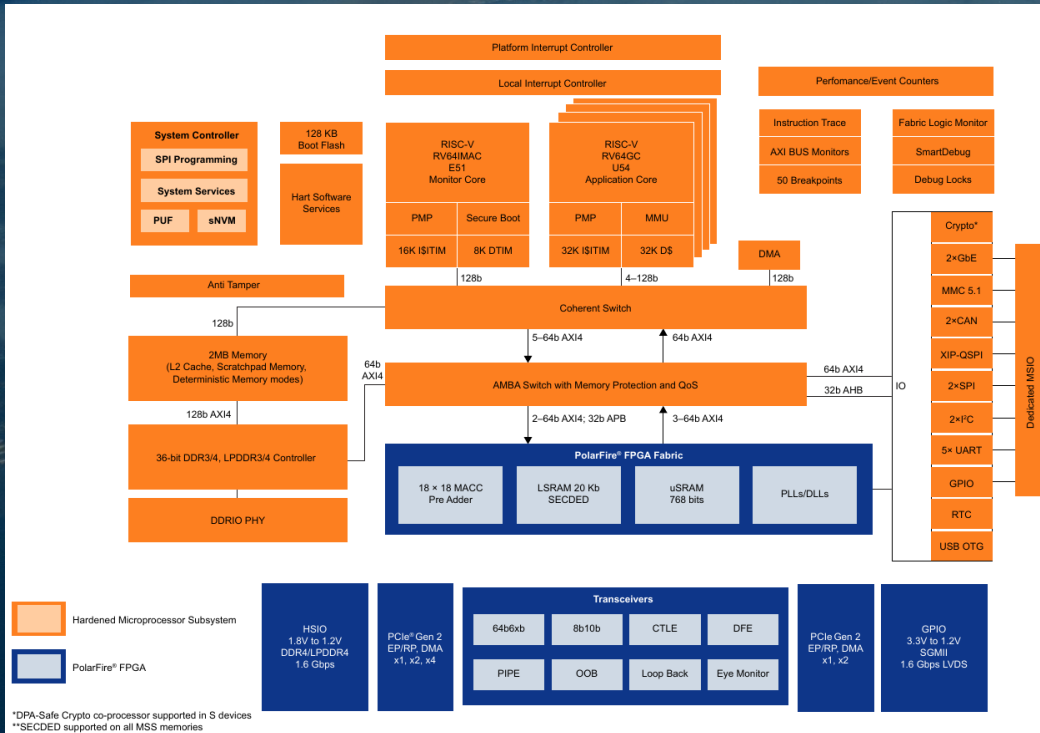 Platform Interrupt Controller
Local Interrupt Controller
Perfomance/Event Counters
System Controller
SPI Programming
System Services
PUF
sNVM
128 KB
Boot Flash
Hart Software
Services
RISC-V
RV64IMAC
E51
Monitor Core
PMP
Secure Boot
16K I$ITIM
8K DTIM
RISC-V
RV64GC
U54
Application Core
PMP
MMU
32K I$ITIM
32K D$
DMA
Instruction Trace
AXI BUS Monitors
50 Breakpoints
Fabric Logic Monitor
SmartDebug
Debug Locks
128b
4–128b
128b
Anti Tamper
Coherent Switch
128b
5–64b AXI4
64b AXI4
2MB Memory
(L2 Cache, Scratchpad Memory,
Deterministic Memory modes)
64b
AXI4
AMBA Switch with Memory Protection and QoS
64b AXI4
32b AHB
IO
128b AXI4
2–64b AXI4; 32b APB
3–64b AXI4
36-bit DDR3/4, LPDDR3/4 Controller
DDRIO PHY
PolarFire® FPGA Fabric
18 × 18 MACC
Pre Adder
LSRAM 20 Kb
SECDED
uSRAM
768 bits
PLLs/DLLs
Crypto*
2×GbE
MMC 5.1
2×CAN
XIP-QSPI
2×SPI
2×I²C
5× UART
GPIO
RTC
USB OTG
Dedicated MSIO
Hardened Microprocessor Subsystem
PolarFire® FPGA
HSIO
1.8V to 1.2V
DDR4/LPDDR4
1.6 Gbps
PCIe® Gen 2
EP/RP, DMA
x1, x2, x4
Transceivers
64b6xb
8b10b
CTLE
DFE
PIPE
OOB
Loop Back
Eye Monitor
PCIe Gen 2
EP/RP, DMA
x1, x2
GPIO
3.3V to 1.2V
SGMII
1.6 Gbps LVDS
*DPA-Safe Crypto co-processor supported in S devices
**SECDED supported on all MSS memories